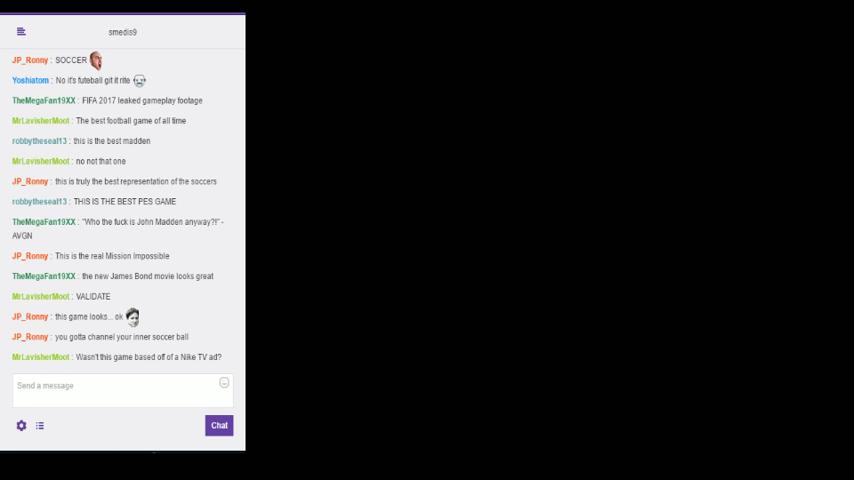 smedis9
JP_Ronny : SOCCER
Yoshiatom : No it's futeball git it rite
TheMegaFan19XX : FIFA 2017 leaked gameplay footage
MrLavisherMoot : The best football game of all time
robbytheseal13 : this is the best madden
MrLavisherMoot : no not that one
JP_Ronny : this is truly the best representation of the soccers
robbytheseal13 : THIS IS THE BEST PES GAME
TheMegaFan19XX : "Who the fuck is John Madden anyway?!" -
AVGN
JP_Ronny : This is the real Mission Impossible
TheMegaFan19XX : the new James Bond movie looks great
MrLavisherMoot : VALIDATE
JP_Ronny : this game looks... ok
JP_Ronny : you gotta channel your inner soccer ball
MrLavisherMoot : Wasn't this game based off of a Nike TV ad?
Send a message
Chat